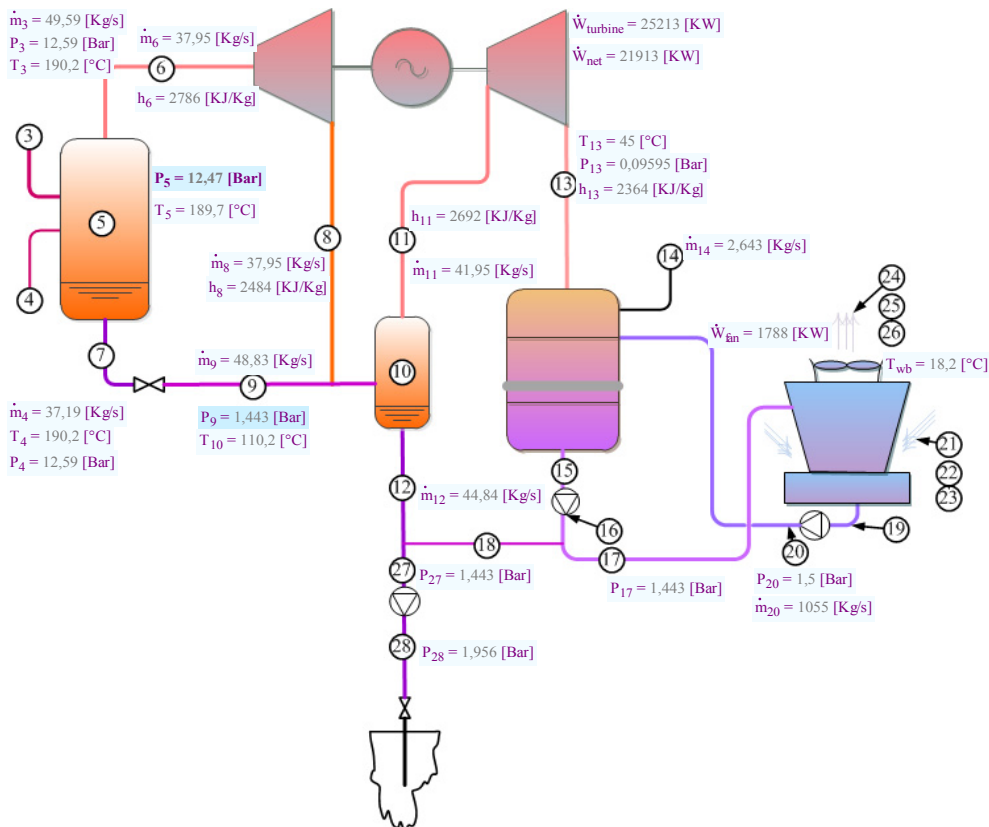 ṁ3 = 49,59 [Kg/s]
P3 = 12,59 [Bar]
T3 = 190,2 [°C]
ṁ6 = 37,95 [Kg/s]
6
h6 = 2786 [KJ/Kg]
Ẇturbine = 25213 [KW]
Ẇnet = 21913 [KW]
3
P5 = 12,47 [Bar]
T5 = 189,7 [°C]
5
4
T13 = 45 [°C]
P13 = 0,09595 [Bar]
h13 = 2364 [KJ/Kg]
13
8
h11 = 2692 [KJ/Kg]
11
ṁ11 = 41,95 [Kg/s]
ṁ8 = 37,95 [Kg/s]
h8 = 2484 [KJ/Kg]
14
ṁ14 = 2,643 [Kg/s]
24
25
26
Ẇfan = 1788 [KW]
Twb = 18,2 [°C]
7
ṁ9 = 48,83 [Kg/s]
9
10
P9 = 1,443 [Bar]
T10 = 110,2 [°C]
ṁ4 = 37,19 [Kg/s]
T4 = 190,2 [°C]
P4 = 12,59 [Bar]
21
22
23
15
12
ṁ12 = 44,84 [Kg/s]
16
18
17
20
19
27
P27 = 1,443 [Bar]
P17 = 1,443 [Bar]
P20 = 1,5 [Bar]
ṁ20 = 1055 [Kg/s]
28
P28 = 1,956 [Bar]